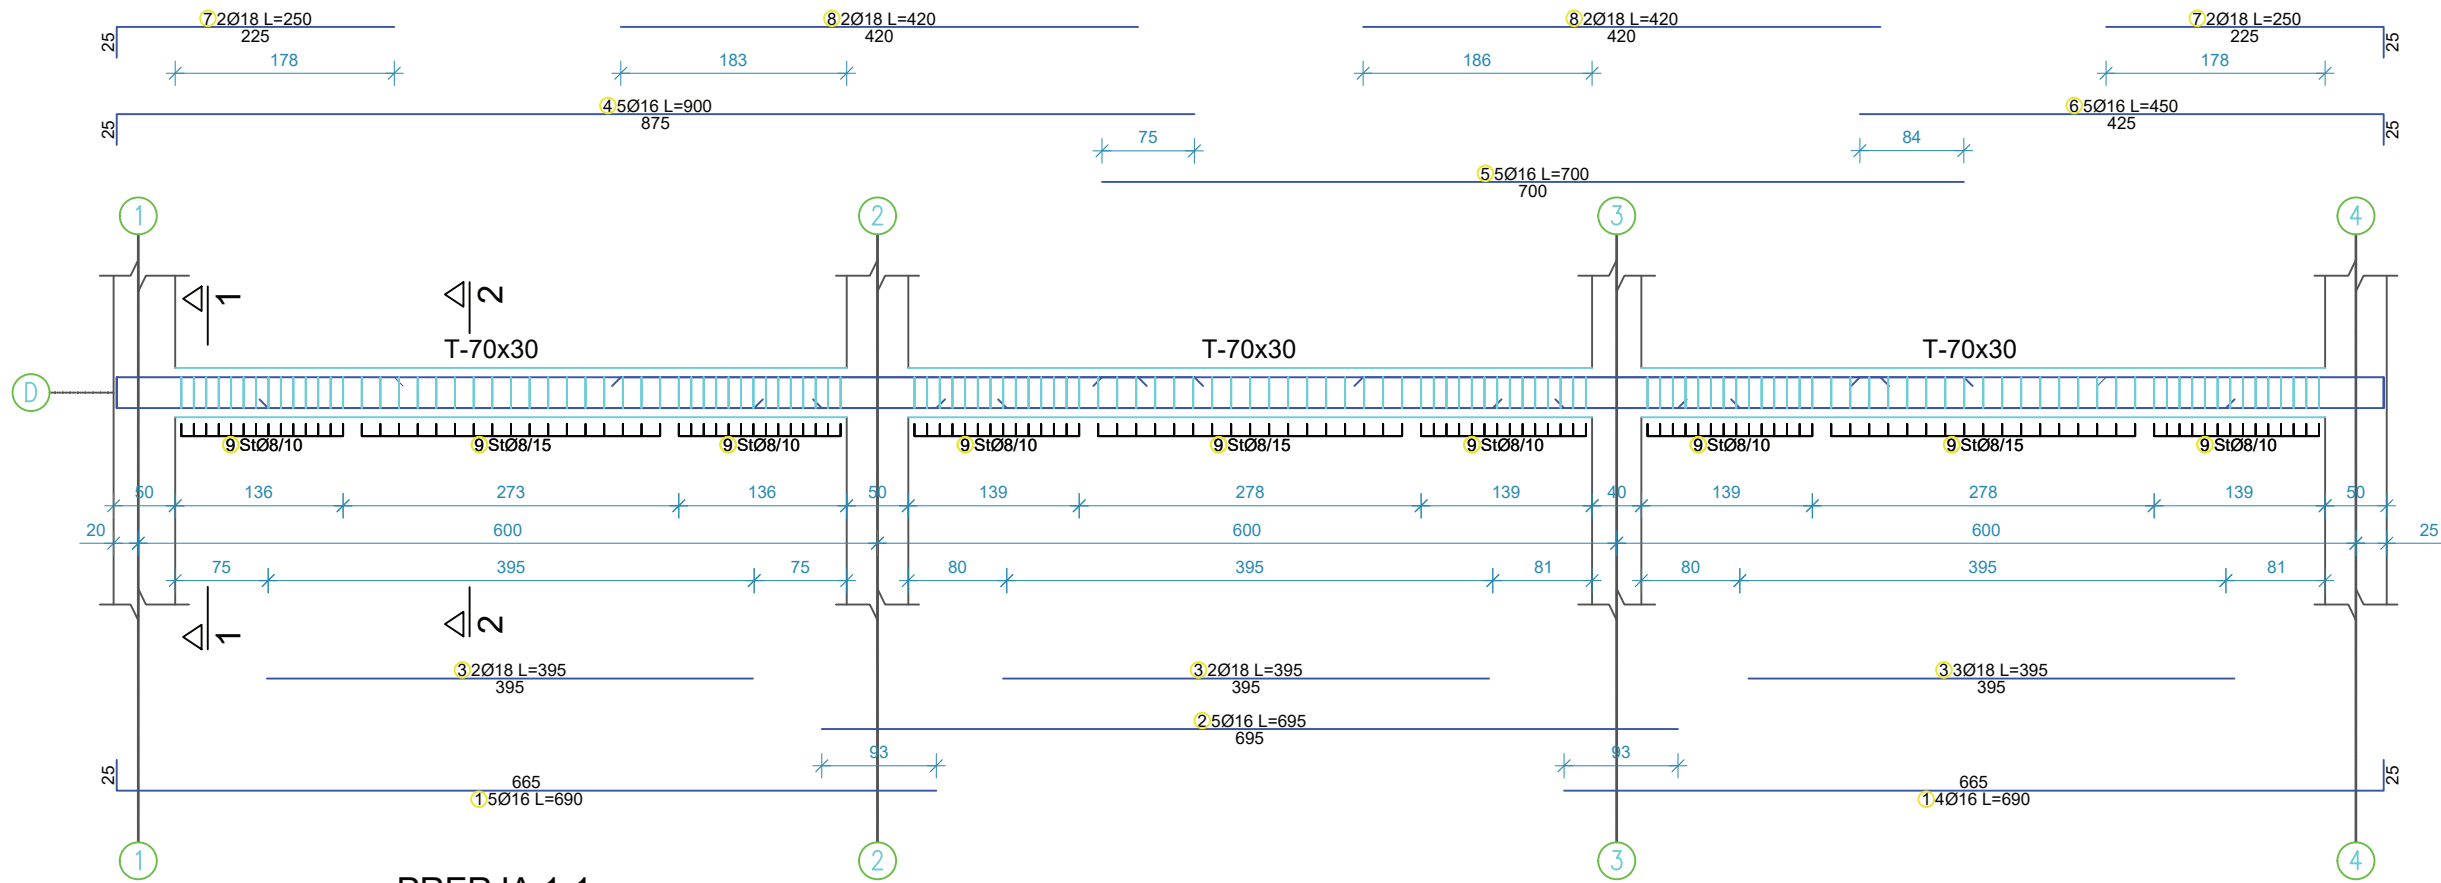 7 2Ø18 L=250
225
25
8 2Ø18 L=420
420
8 2Ø18 L=420
420
7 2Ø18 L=250
225
25
178
183
186
178
4 5Ø16 L=900
875
25
6 5Ø16 L=450
425
25
75
84
5 5Ø16 L=700
700
1
2
3
4
1
2
T-70x30
T-70x30
T-70x30
D
9 StØ8/10
9 StØ8/15
9 StØ8/10
9 StØ8/10
9 StØ8/15
9 StØ8/10
9 StØ8/10
9 StØ8/15
9 StØ8/10
50
136
273
136
50
139
278
139
40
139
278
139
50
20
600
600
600
25
75
395
75
80
395
81
80
395
81
1
2
3 2Ø18 L=395
395
3 2Ø18 L=395
395
3 3Ø18 L=395
395
2 5Ø16 L=695
695
93
93
25
665
1 5Ø16 L=690
665
1 4Ø16 L=690
25
1
2
3
4